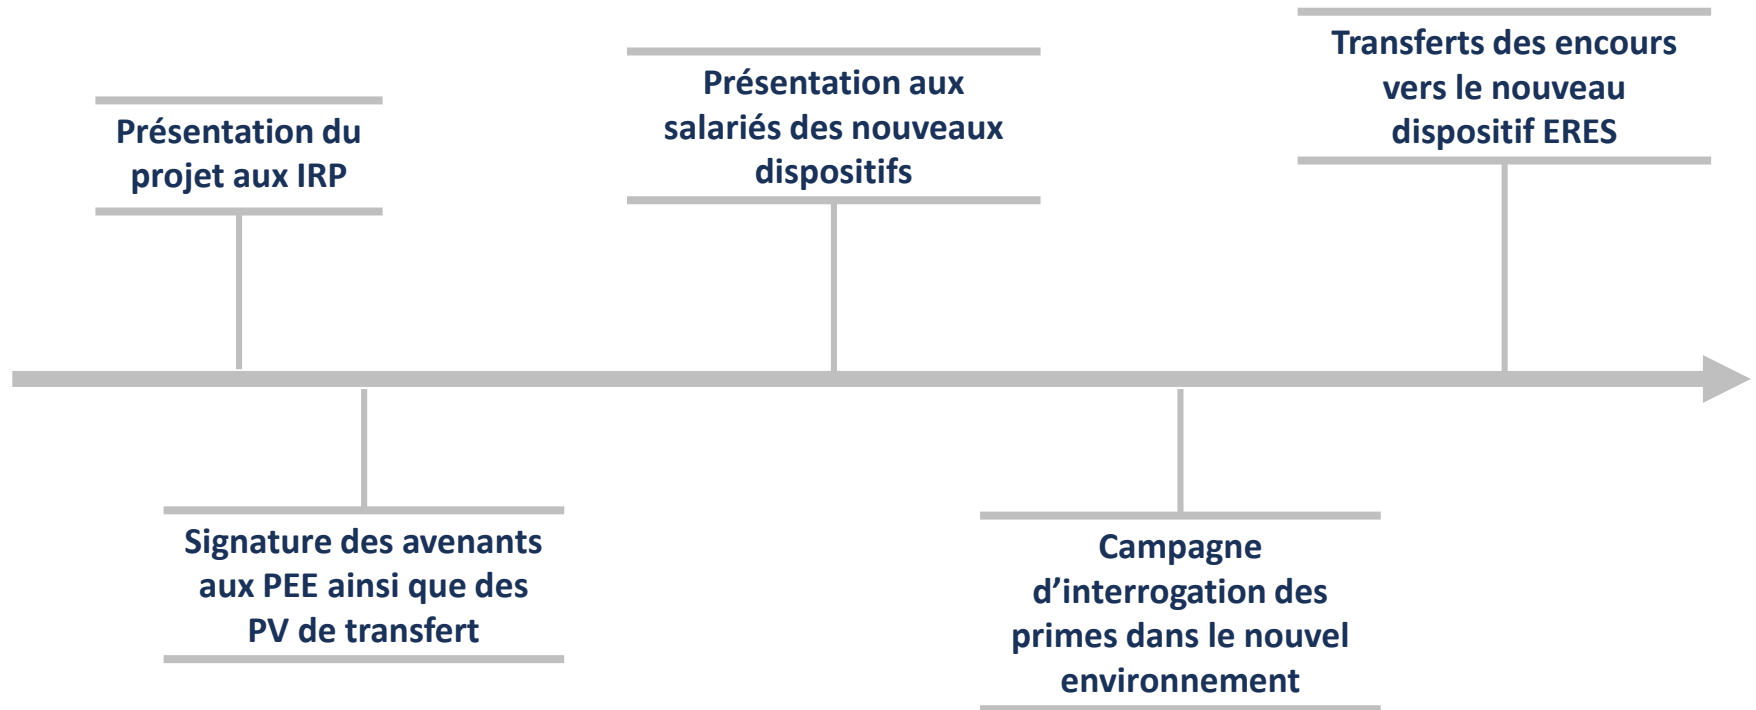 Présentation du
projet aux IRP
Signature des avenants
aux PEE ainsi que des
PV de transfert
Présentation aux
salariés des nouveaux
dispositifs
Campagne
d’interrogation des
primes dans le nouvel
environnement
Transferts des encours
vers le nouveau
dispositif ERES